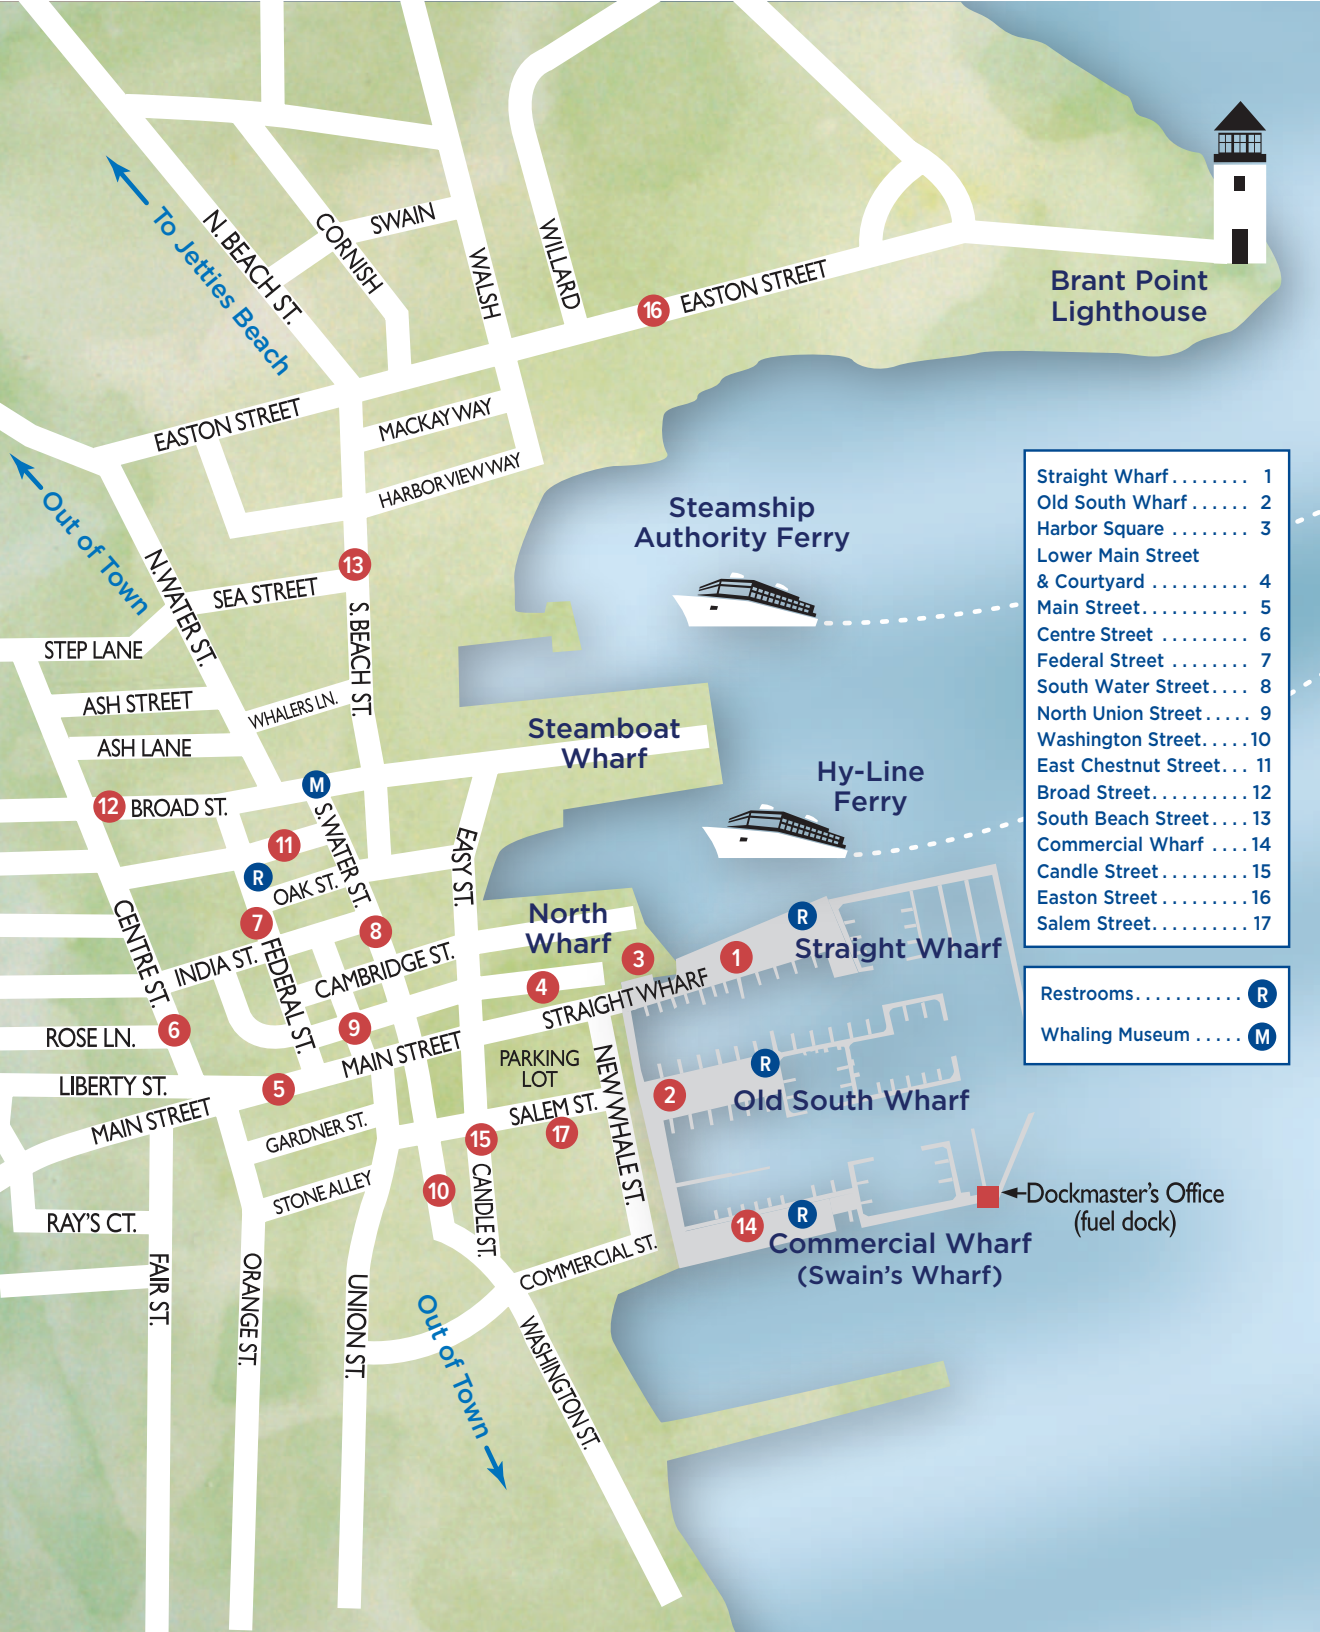 To Jetties Beach
N. BEACH ST.
CORNISH
SWAIN
WALSH
WILLARD
16
EASTON STREET
Brant Point
Lighthouse
EASTON STREET
MACKAY WAY
HARBOR VIEW WAY
Out of Town
N. WATER ST.
13
SEA STREET
S. BEACH ST.
STEP LANE
ASH STREET
WHALERS LN.
ASH LANE
Steamship
Authority Ferry
Steamboat
Wharf
Hy-Line
Ferry
M
12
BROAD ST.
S. WATER ST.
11
EASY ST.
R
OAK ST.
7
8
CENTRE ST.
INDIA ST.
FEDERAL ST.
CAMBRIDGE ST.
North
Wharf
3
4
1
R
Straight Wharf
STRAIGHT WHARF
6
ROSE LN.
9
MAIN STREET
PARKING
LOT
NEW WHALE ST.
LIBERTY ST.
5
MAIN STREET
GARDNER ST.
SALEM ST.
15
17
2
R
Old South Wharf
STONE ALLEY
10
CANDLE ST.
RAY'S CT.
FAIR ST.
ORANGE ST.
UNION ST.
COMMERCIAL ST.
14
R
Commercial Wharf
(Swain's Wharf)
Dockmaster's Office
(fuel dock)
Out of Town
WASHINGTON ST.
Straight Wharf . . . . . . . . 1
Old South Wharf . . . . . . 2
Harbor Square . . . . . . . . 3
Lower Main Street
& Courtyard . . . . . . . . . . 4
Main Street . . . . . . . . . . . 5
Centre Street . . . . . . . . . 6
Federal Street . . . . . . . . 7
South Water Street . . . . 8
North Union Street . . . . . 9
Washington Street . . . . . 10
East Chestnut Street . . . 11
Broad Street . . . . . . . . . . 12
South Beach Street . . . . 13
Commercial Wharf . . . . 14
Candle Street . . . . . . . . . 15
Easton Street . . . . . . . . . 16
Salem Street . . . . . . . . . . 17
Restrooms . . . . . . . . . . . R
Whaling Museum . . . . . M